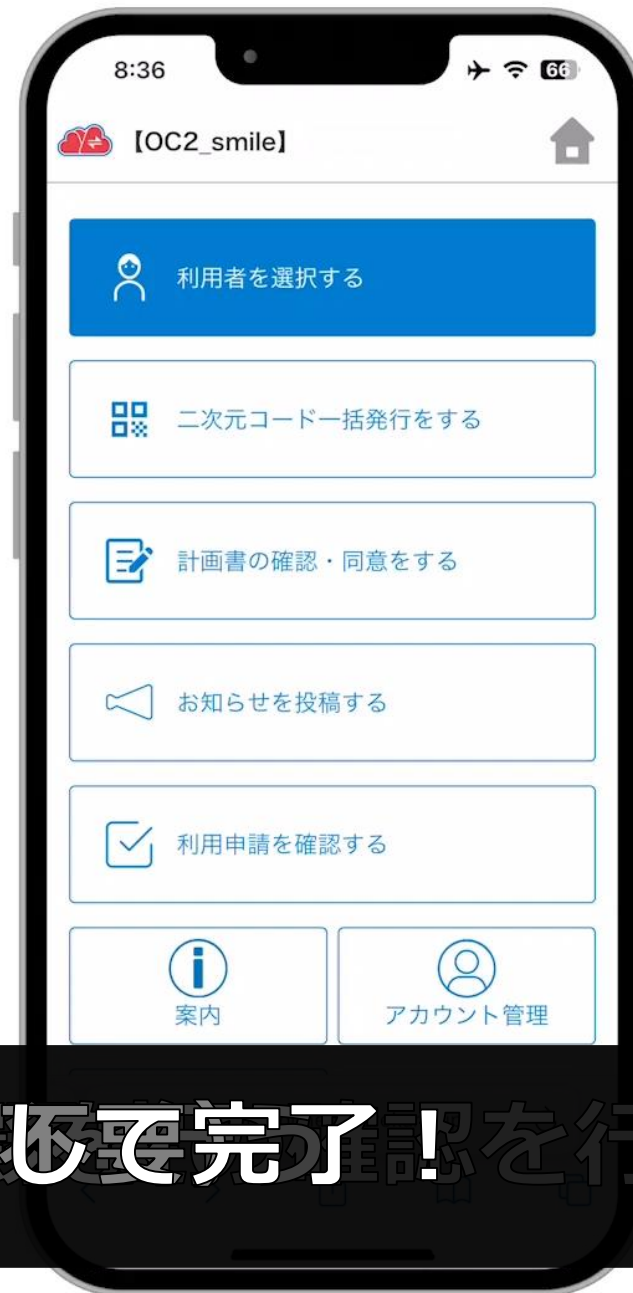 8:36
66
【OC2_smile】
利用者を選択する
二次元コード一括発行をする
計画書の確認・同意をする
お知らせを投稿する
利用申請を確認する
案内
アカウント管理
して完了！